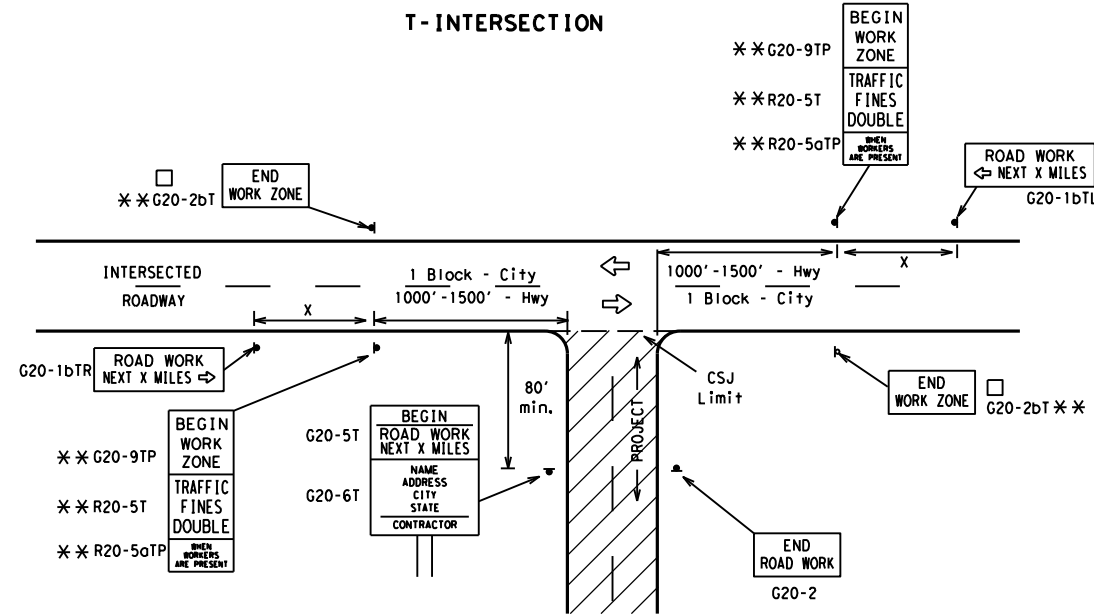 T-INTERSECTION
**G20-9TP
BEGIN
WORK
ZONE
**R20-5T
TRAFFIC
FINES
DOUBLE
**R20-5aTP
WHEN
WORKERS
ARE PRESENT
ROAD WORK
⇦ NEXT X MILES
G20-1bTL
□
**G20-2bT
END
WORK ZONE
INTERSECTED
ROADWAY
1 Block - City
1000'-1500' - Hwy
1000'-1500' - Hwy
1 Block - City
X
X
G20-1bTR
ROAD WORK
NEXT X MILES ⇨
80'
min.
CSJ
Limit
PROJECT
END
WORK ZONE
□
G20-2bT**
**G20-9TP
BEGIN
WORK
ZONE
**R20-5T
TRAFFIC
FINES
DOUBLE
**R20-5aTP
WHEN
WORKERS
ARE PRESENT
G20-5T
BEGIN
ROAD WORK
NEXT X MILES
G20-6T
NAME
ADDRESS
CITY
STATE
CONTRACTOR
END
ROAD WORK
G20-2